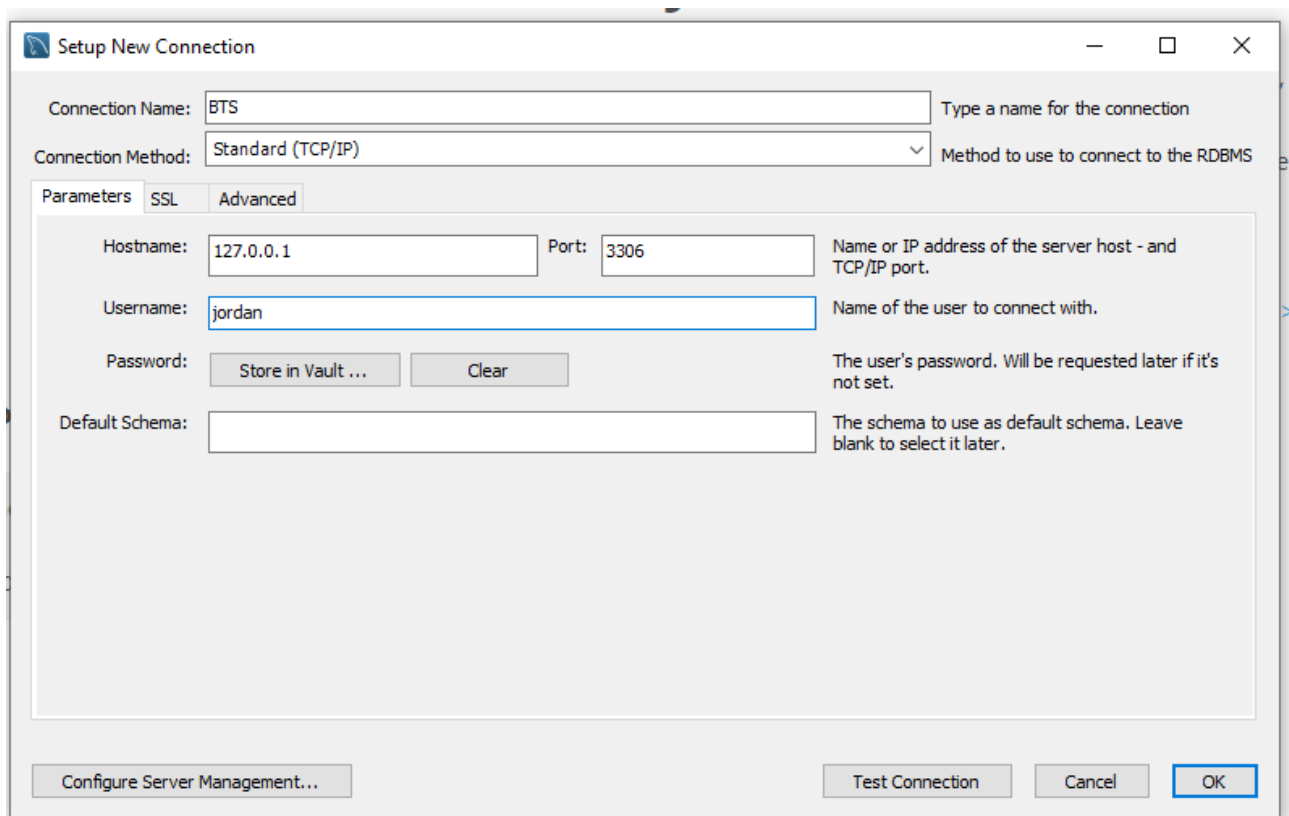 Setup New Connection
Connection Name: BTS Type a name for the connection
Connection Method: Standard (TCP/IP) Method to use to connect to the RDBMS
Parameters SSL Advanced
Hostname: 127.0.0.1 Port: 3306 Name or IP address of the server host - and
TCP/IP port.
Username: jordan Name of the user to connect with.
Password: Store in Vault ... Clear The user's password. Will be requested later if it's
not set.
Default Schema: The schema to use as default schema. Leave
blank to select it later.
Configure Server Management... Test Connection Cancel OK